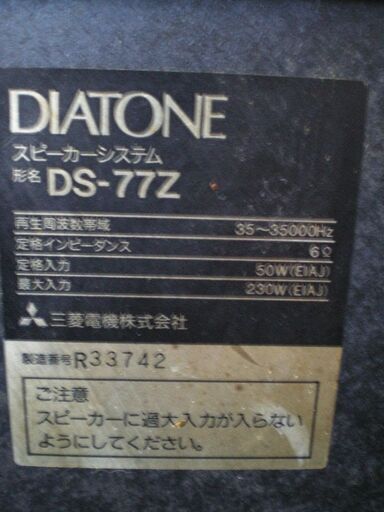 DIATONE
スピーカーシステム
形名 DS-77Z
再生周波数帯域 35～35000Hz
定格インピーダンス 6Ω
定格入力 50W(EIAJ)
最大入力 230W(EIAJ)
三菱電機株式会社
製造番号 R33742
ご注意
スピーカーに過大入力が入らない
ようにしてください。